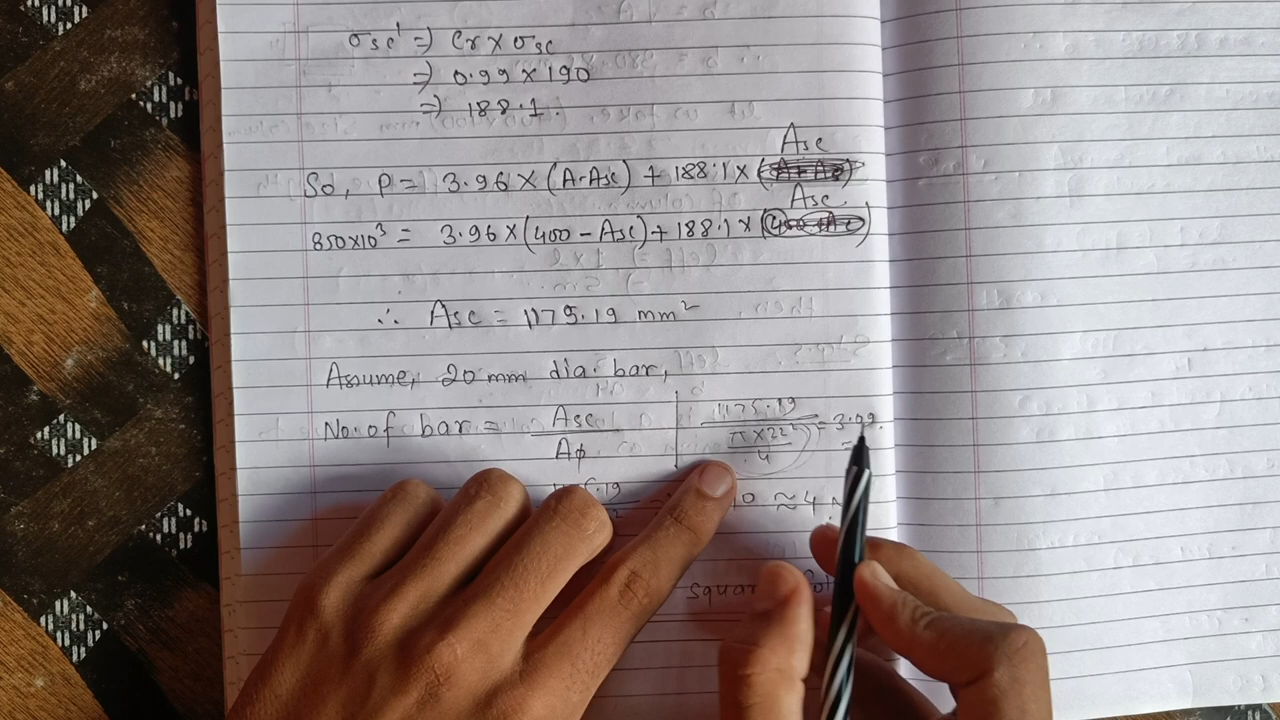 σsc' ⇒ Cr × σsc
⇒ 0.99 × 190
⇒ 188.1.
Asc
So, P = 3.96 × (A-Asc) + 188.1 ×
Asc
850×10³ = 3.96 × (400 - Asc) + 188.1 ×
∴ Asc = 1175.19 mm²
Assume, 20 mm dia. bar,
No. of bar = Asc / Aφ
1175.19 / (π × 22² / 4) = 3.09.
≈ 4